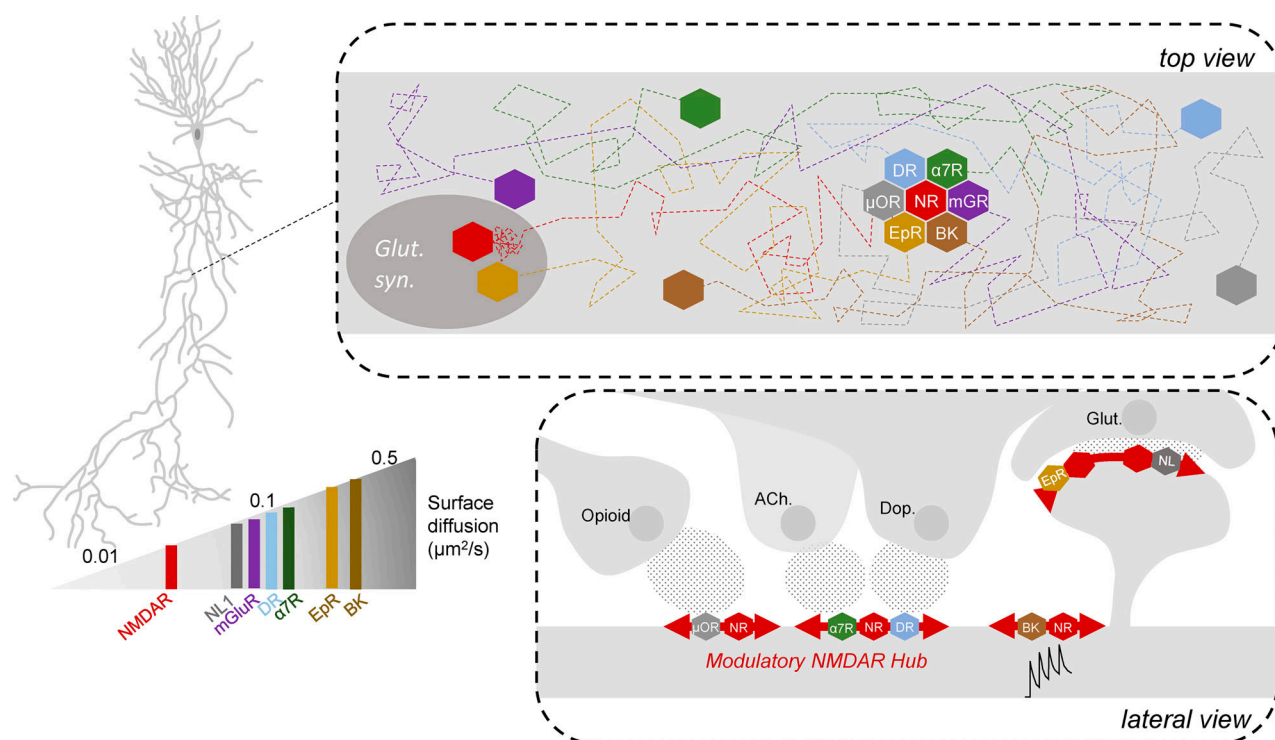 top view
DR
α7R
μOR
NR
mGR
EpR
BK
Glut.
syn.
0.01
0.1
0.5
Surface
diffusion
(μm²/s)
NMDAR
NL1
mGluR
DR
α7R
EpR
BK
Glut.
Opioid
ACh.
Dop.
EpR
NL
μOR
NR
α7R
NR
DR
BK
NR
Modulatory NMDAR Hub
lateral view